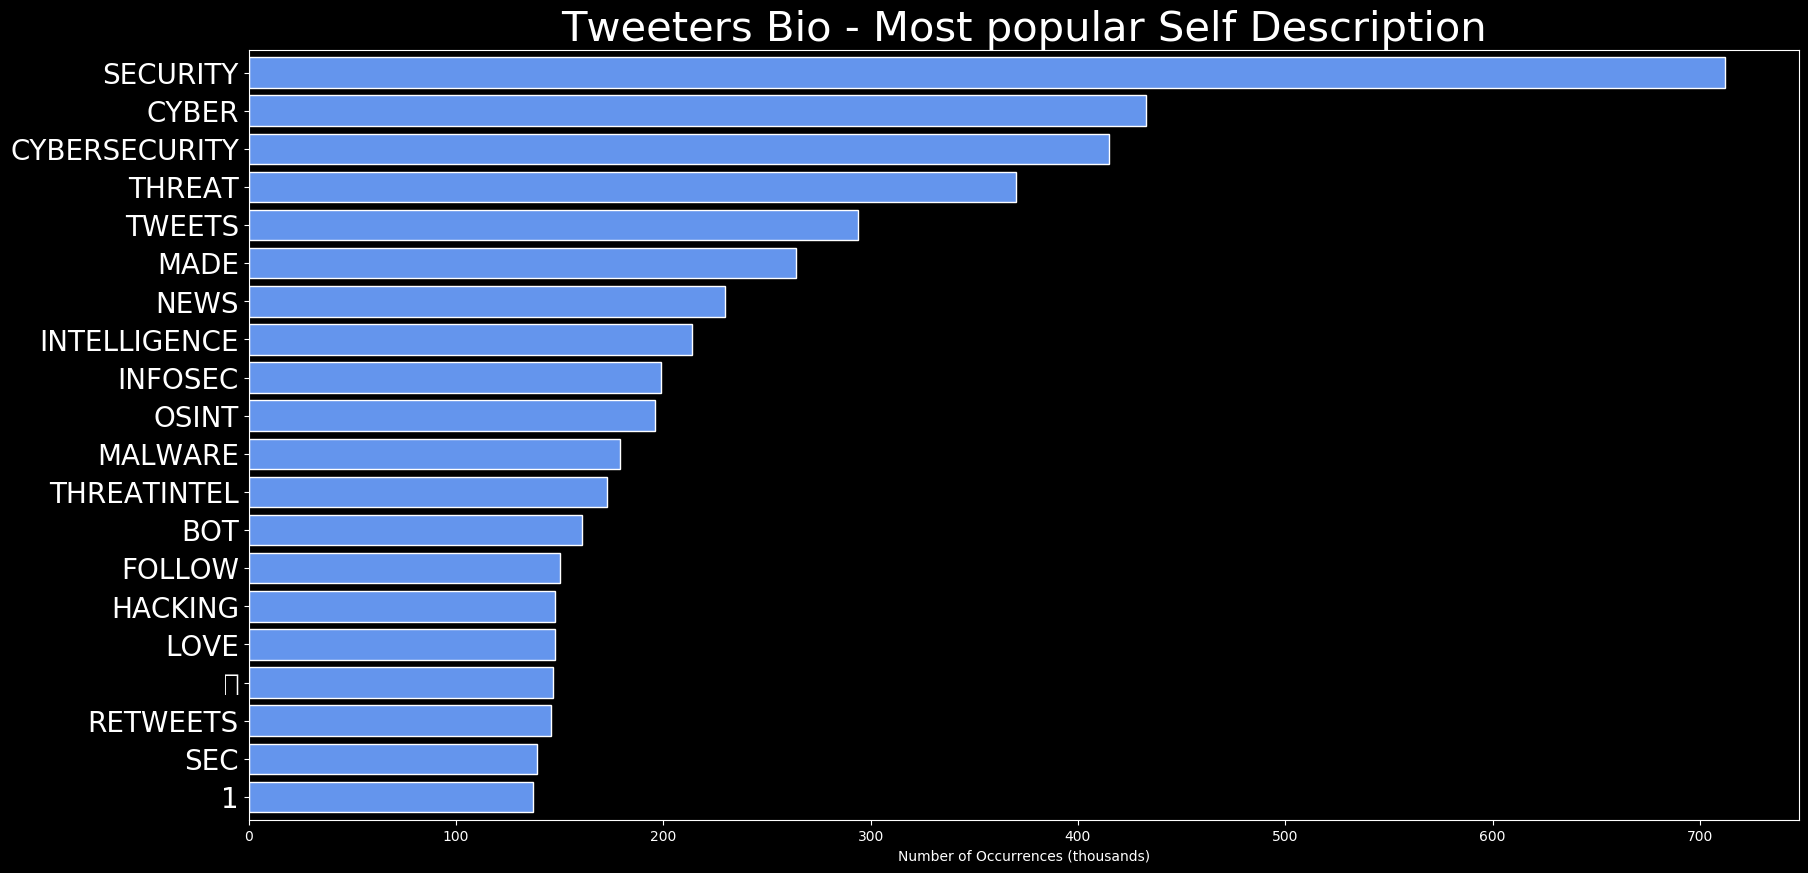 Tweeters Bio - Most popular Self Description
SECURITY
CYBER
CYBERSECURITY
THREAT
TWEETS
MADE
NEWS
INTELLIGENCE
INFOSEC
OSINT
MALWARE
THREATINTEL
BOT
FOLLOW
HACKING
LOVE
RETWEETS
SEC
1
0 100 200 300 400 500 600 700
Number of Occurrences (thousands)